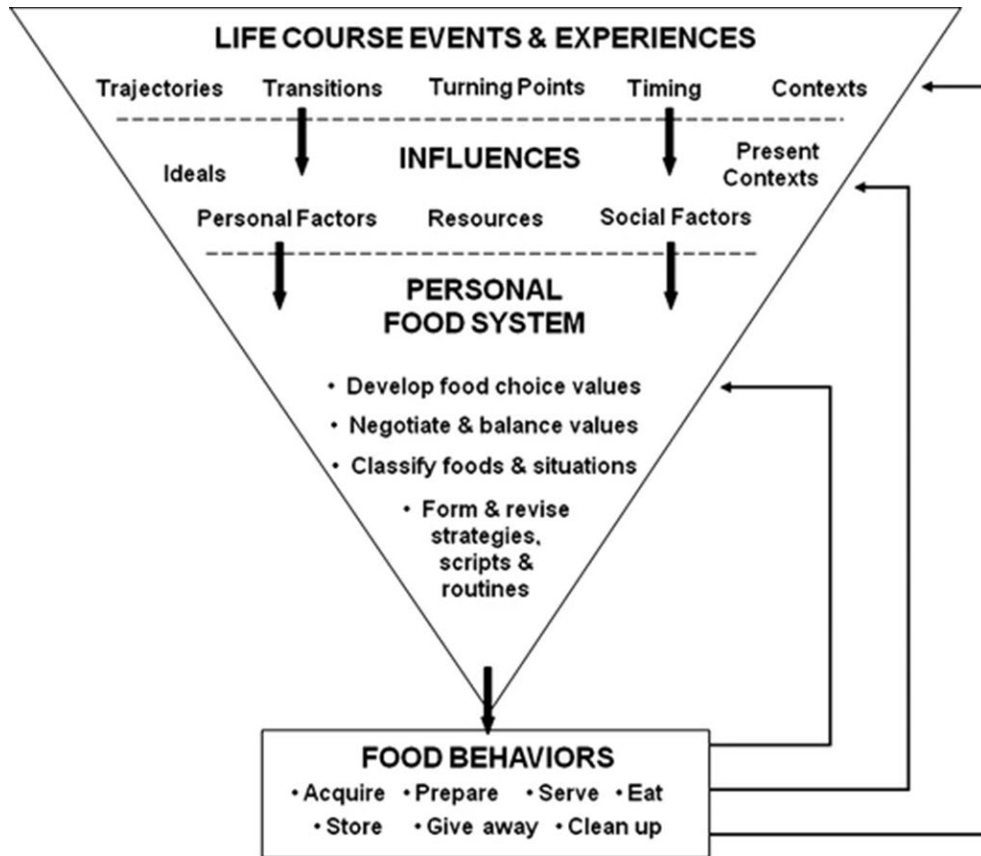 LIFE COURSE EVENTS & EXPERIENCES
Trajectories Transitions Turning Points Timing Contexts
INFLUENCES
Ideals
Present
Contexts
Personal Factors Resources Social Factors
PERSONAL
FOOD SYSTEM
• Develop food choice values
• Negotiate & balance values
• Classify foods & situations
• Form & revise
strategies,
scripts &
routines
FOOD BEHAVIORS
• Acquire • Prepare • Serve • Eat
• Store • Give away • Clean up